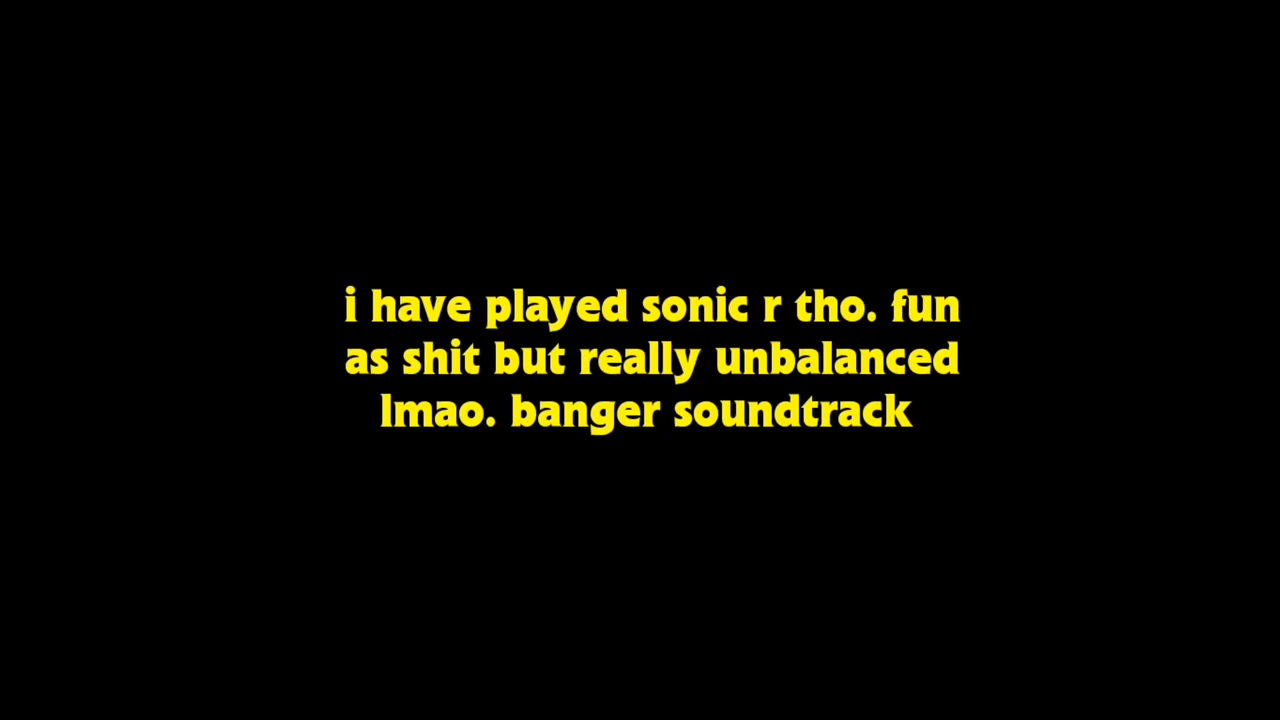 i have played sonic r tho. fun
as shit but really unbalanced
lmao. banger soundtrack